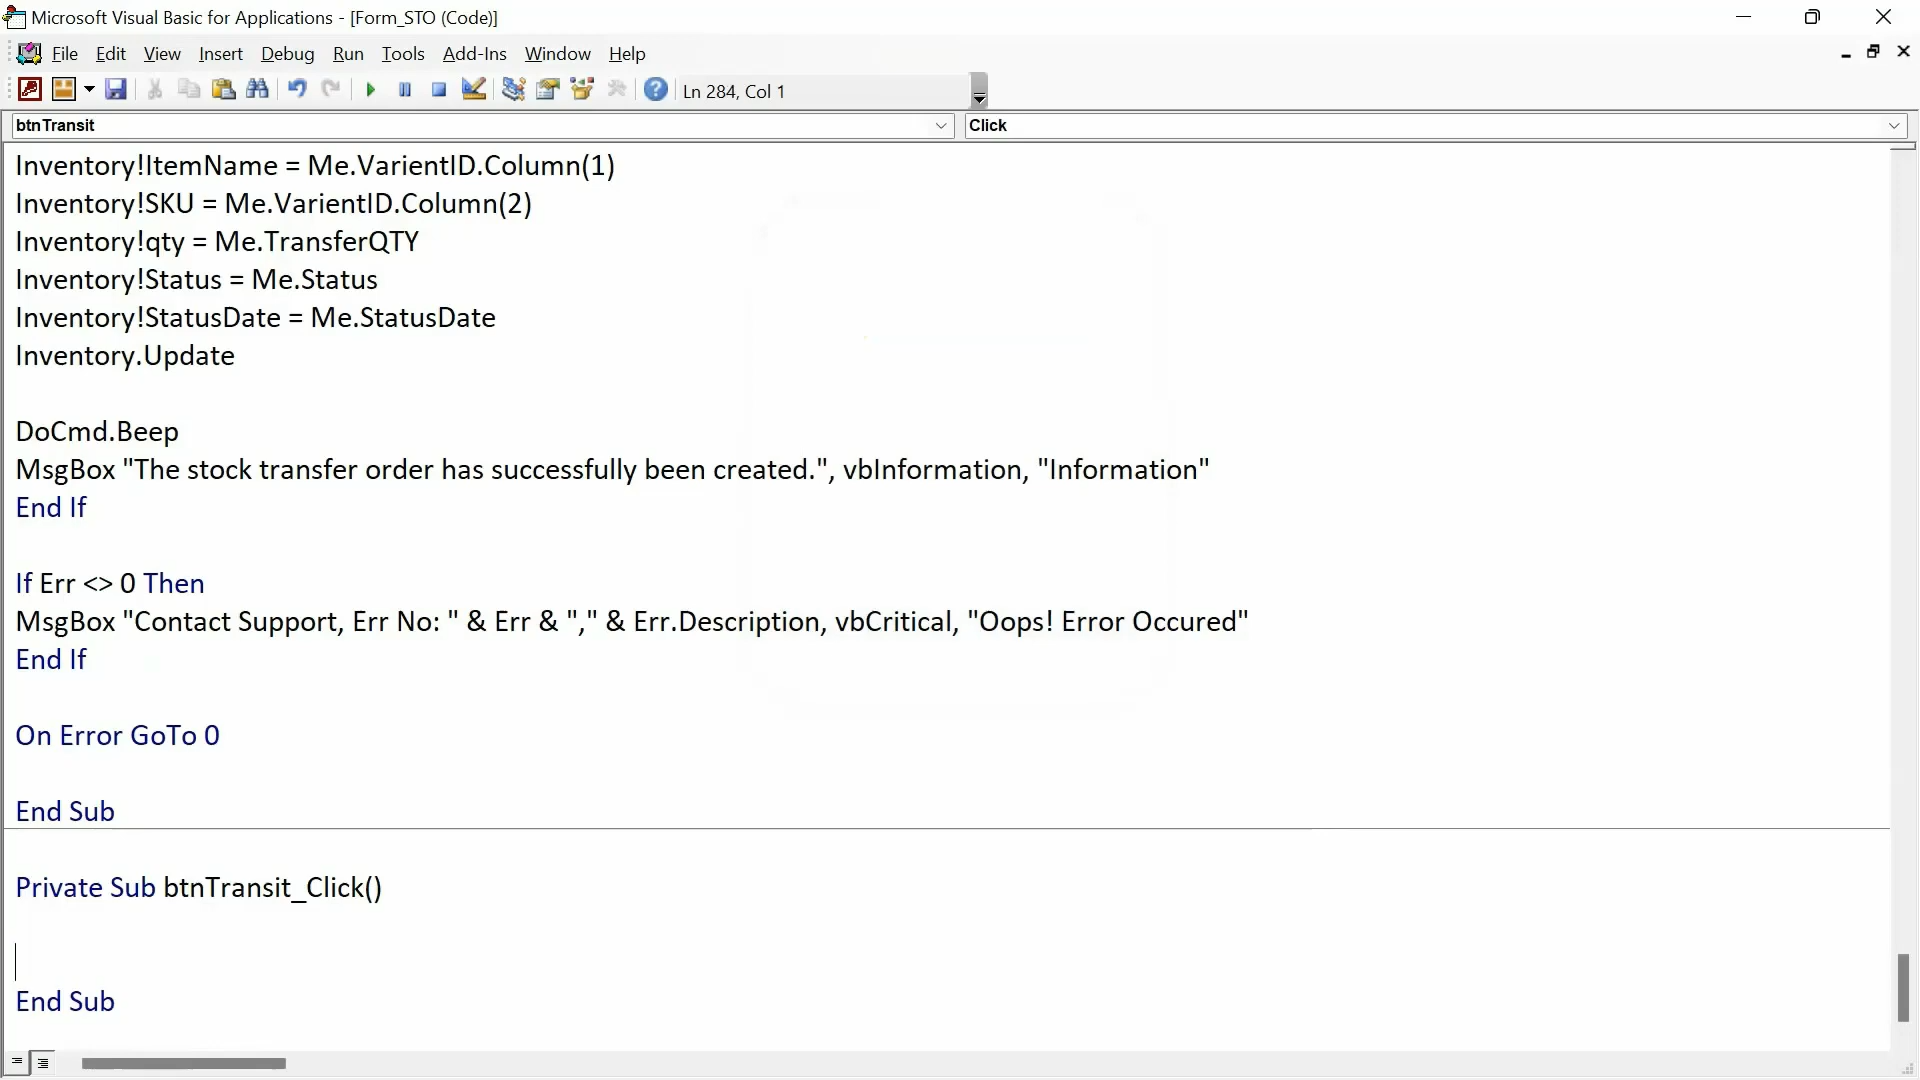 Microsoft Visual Basic for Applications - [Form_STO (Code)]
File Edit View Insert Debug Run Tools Add-Ins Window Help
Ln 284, Col 1
btnTransit Click
Inventory!ItemName = Me.VarientID.Column(1)
Inventory!SKU = Me.VarientID.Column(2)
Inventory!qty = Me.TransferQTY
Inventory!Status = Me.Status
Inventory!StatusDate = Me.StatusDate
Inventory.Update
DoCmd.Beep
MsgBox "The stock transfer order has successfully been created.", vbInformation, "Information"
End If
If Err <> 0 Then
MsgBox "Contact Support, Err No: " & Err & "," & Err.Description, vbCritical, "Oops! Error Occured"
End If
On Error GoTo 0
End Sub
Private Sub btnTransit_Click()
End Sub